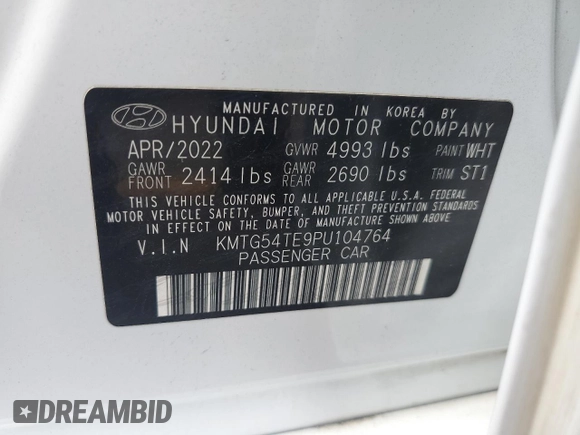 MANUFACTURED IN KOREA BY
HYUNDAI MOTOR COMPANY
APR/2022 GVWR 4993 lbs PAINT WHT
GAWR FRONT 2414 lbs GAWR REAR 2690 lbs TRIM ST1
THIS VEHICLE CONFORMS TO ALL APPLICABLE U.S.A. FEDERAL
MOTOR VEHICLE SAFETY, BUMPER, AND THEFT PREVENTION STANDARDS
IN EFFECT ON THE DATE OF MANUFACTURE SHOWN ABOVE.
V.I.N KMTG54TE9PU104764
PASSENGER CAR
DREAMBID